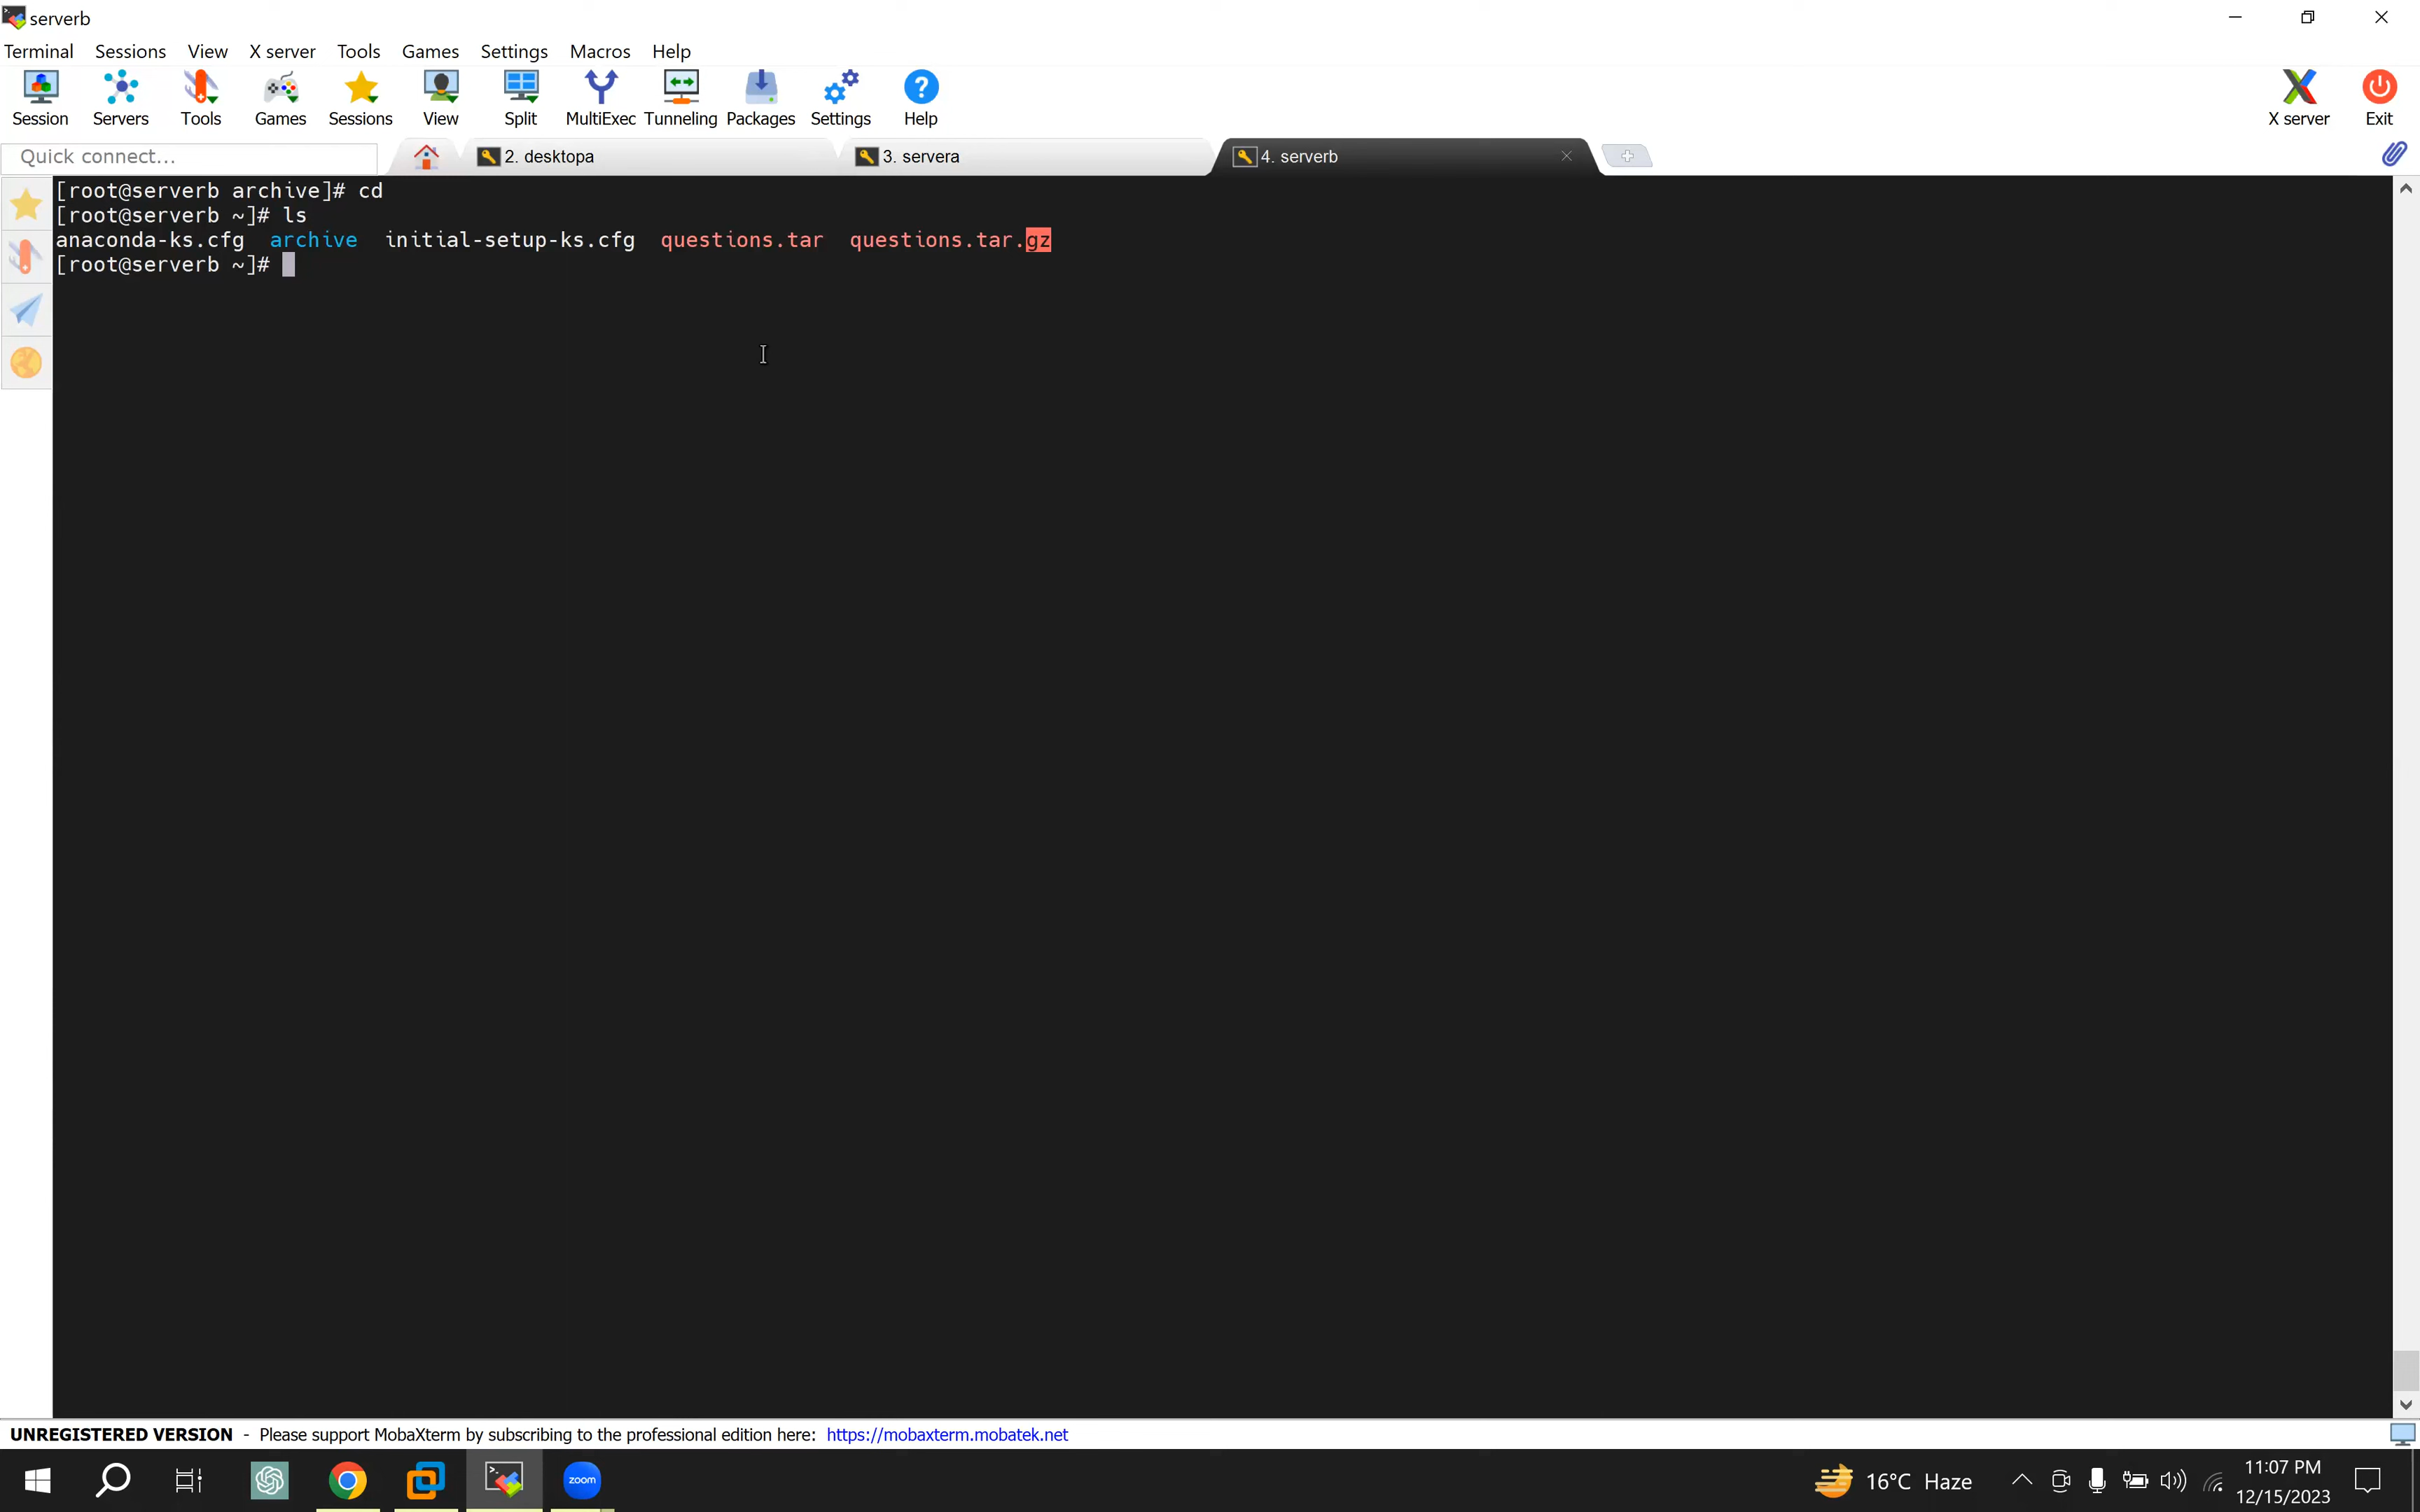 serverb
Terminal Sessions View X server Tools Games Settings Macros Help
Session Servers Tools Games Sessions View Split MultiExec Tunneling Packages Settings Help X server Exit
Quick connect... 2. desktopa 3. servera 4. serverb
[root@serverb archive]# cd
[root@serverb ~]# ls
anaconda-ks.cfg archive initial-setup-ks.cfg questions.tar questions.tar.gz
[root@serverb ~]#
UNREGISTERED VERSION - Please support MobaXterm by subscribing to the professional edition here: https://mobaxterm.mobatek.net
zoom 16°C Haze 11:07 PM
12/15/2023